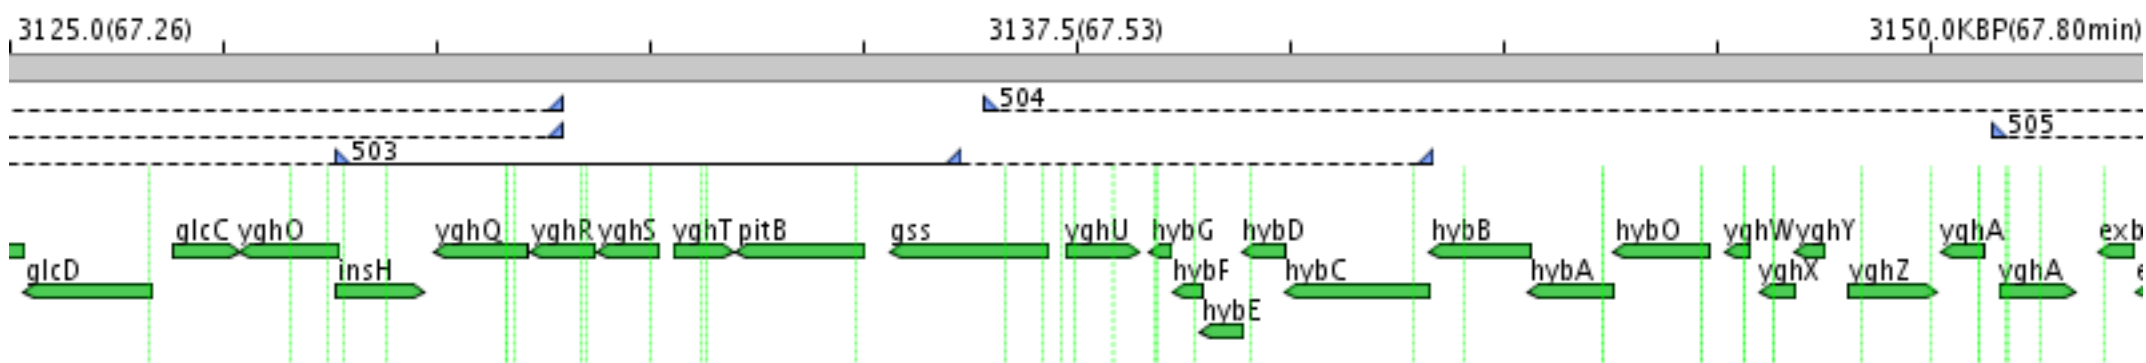 3125.0(67.26) 3137.5(67.53) 3150.0KBP(67.80min)
504
505
503
glcC yghO yghQ yghR yghS yghT pitB gss yghU hybG hybD hybB hybO yghW yghY yghA exb
glcD insH hybF hybC hybA yghX yghZ yghA e
hybE